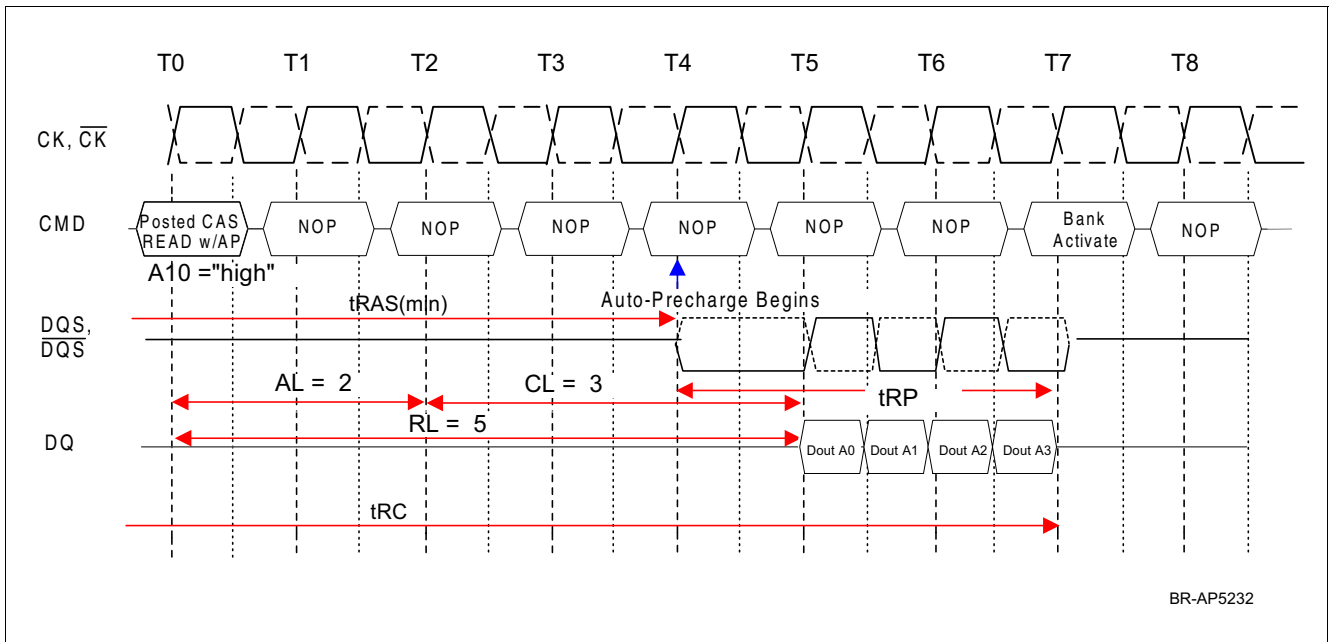 T0 T1 T2 T3 T4 T5 T6 T7 T8
CK, CK
CMD
Posted CAS
READ w/AP
NOP NOP NOP NOP NOP NOP
Bank
Activate
NOP
A10 ="high"
tRAS(min)
Auto-Precharge Begins
DQS,
DQS
AL = 2
CL = 3
tRP
RL = 5
DQ
Dout A0 Dout A1 Dout A2 Dout A3
tRC
BR-AP5232